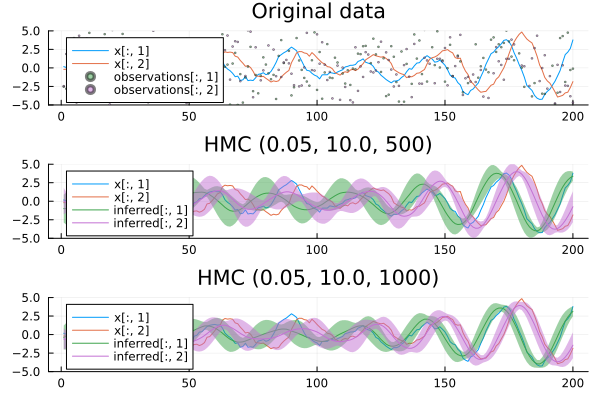 Original data
5.0
2.5
0.0
−2.5
−5.0
x[:, 1]
x[:, 2]
observations[:, 1]
observations[:, 2]
0 50 100 150 200
HMC (0.05, 10.0, 500)
5.0
2.5
0.0
−2.5
−5.0
x[:, 1]
x[:, 2]
inferred[:, 1]
inferred[:, 2]
0 50 100 150 200
HMC (0.05, 10.0, 1000)
5.0
2.5
0.0
−2.5
−5.0
x[:, 1]
x[:, 2]
inferred[:, 1]
inferred[:, 2]
0 50 100 150 200